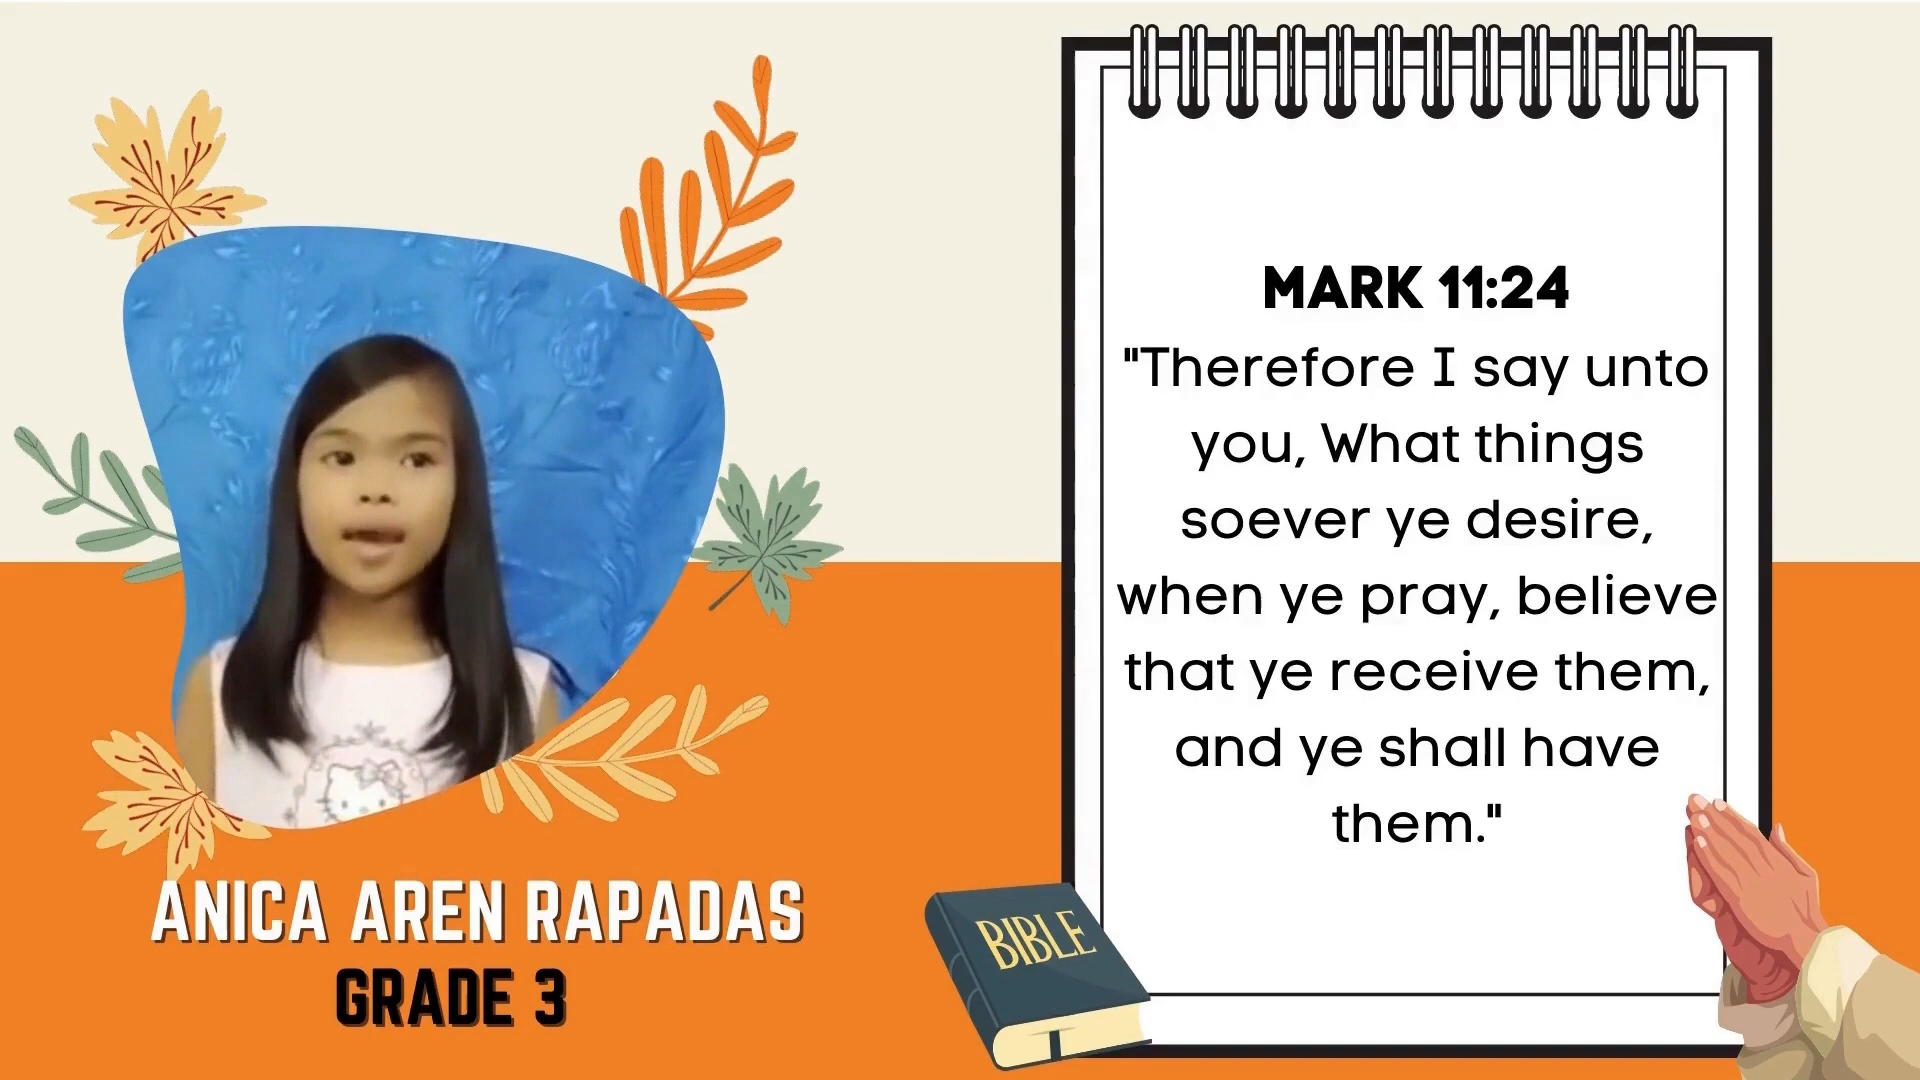 ANICA AREN RAPADAS
GRADE 3
MARK 11:24
"Therefore I say unto
you, What things
soever ye desire,
when ye pray, believe
that ye receive them,
and ye shall have
them."
BIBLE